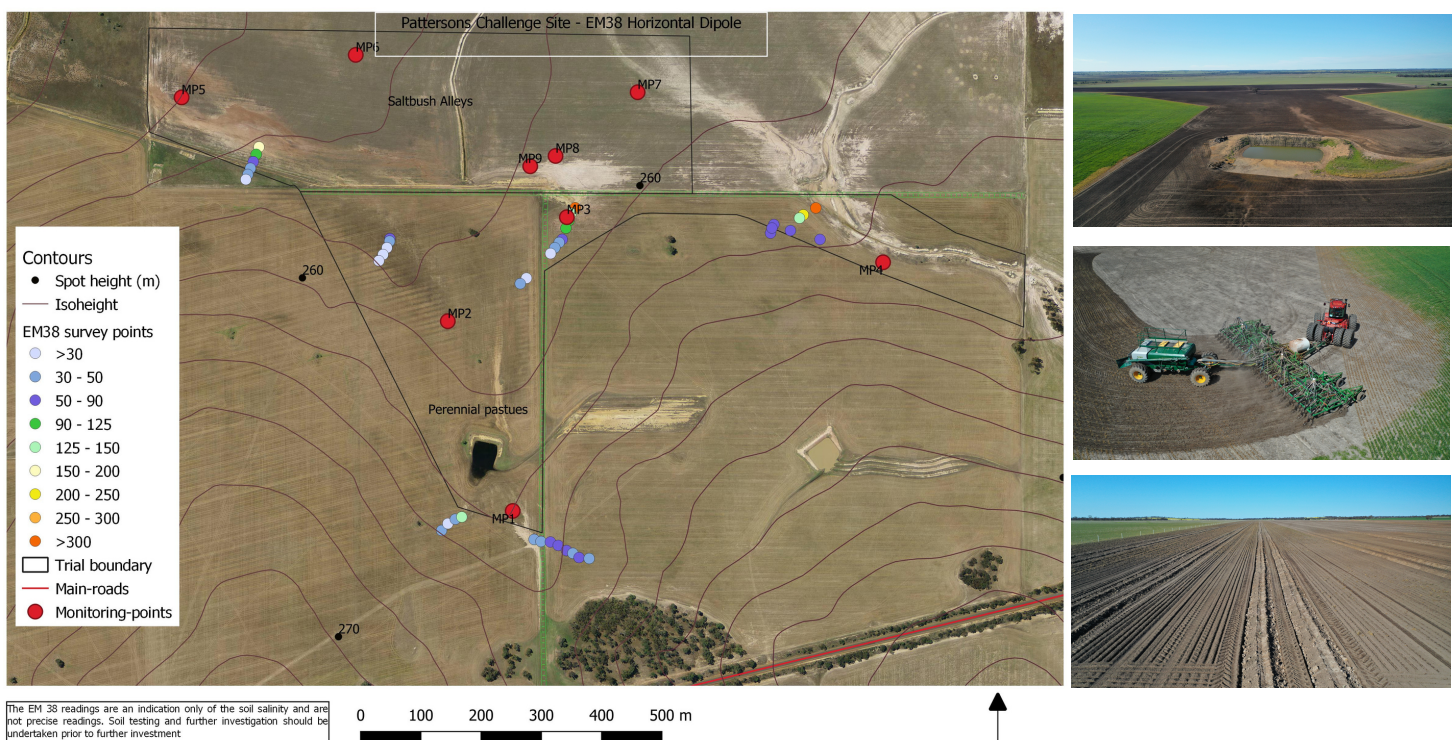 Pattersons Challenge Site - EM38 Horizontal Dipole
MP6
MP5
Saltbush Alleys
MP7
MP8
MP9
260
MP3
MP4
260
MP2
Perennial pastues
MP1
270
Contours
Spot height (m)
Isoheight
EM38 survey points
>30
30 - 50
50 - 90
90 - 125
125 - 150
150 - 200
200 - 250
250 - 300
>300
Trial boundary
Main-roads
Monitoring-points
The EM 38 readings are an indication only of the soil salinity and are
not precise readings. Soil testing and further investigation should be
undertaken prior to further investment
0 100 200 300 400 500 m